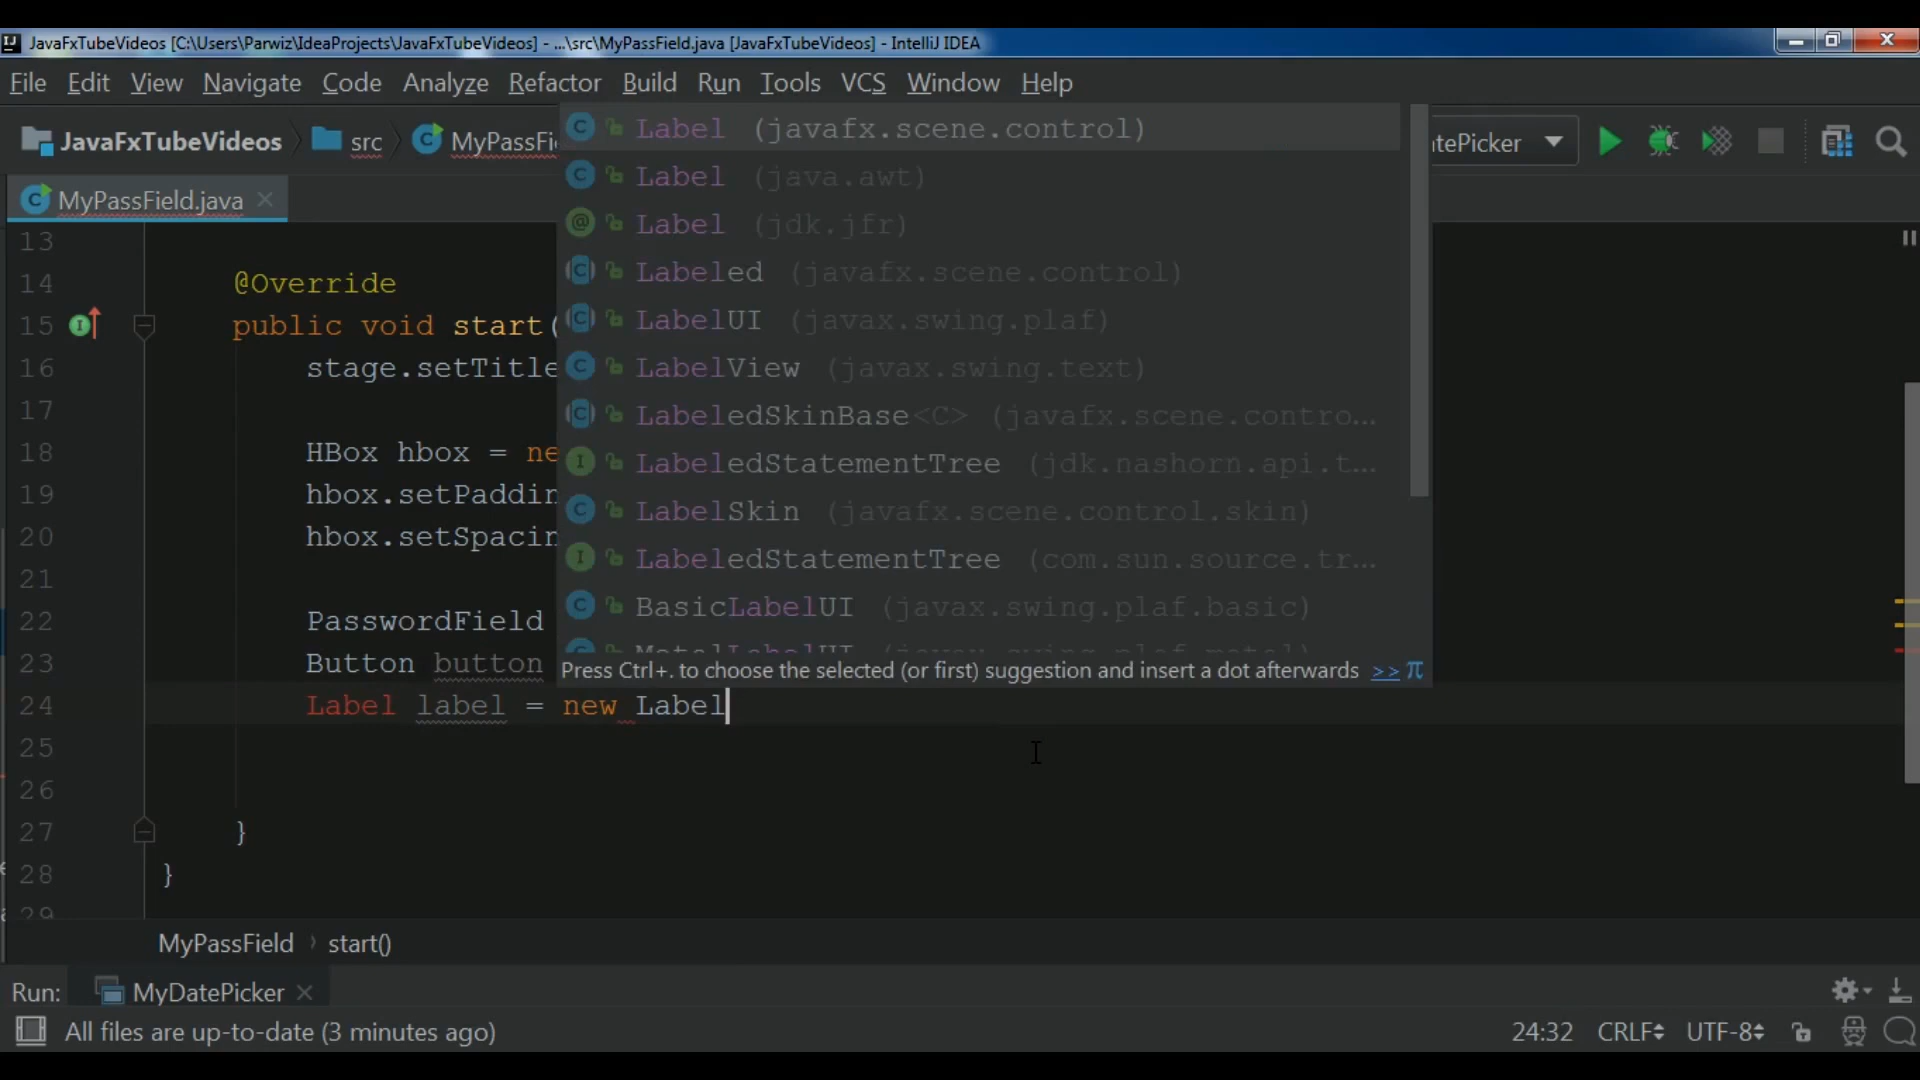 JavaFxTubeVideos [C:\Users\Parwiz\IdeaProjects\JavaFxTubeVideos] - ...\src\MyPassField.java [JavaFxTubeVideos] - IntelliJ IDEA
File Edit View Navigate Code Analyze Refactor Build Run Tools VCS Window Help
JavaFxTubeVideos src MyPassFi
atePicker
MyPassField.java
Label (javafx.scene.control)
Label (java.awt)
Label (jdk.jfr)
Labeled (javafx.scene.control)
LabelUI (javax.swing.plaf)
LabelView (javax.swing.text)
LabeledSkinBase<C> (javafx.scene.contro...
LabeledStatementTree (jdk.nashorn.api.t...
LabelSkin (javafx.scene.control.skin)
LabeledStatementTree (com.sun.source.tr...
BasicLabelUI (javax.swing.plaf.basic)
MetalLabelUI (javax.swing.plaf.metal)
Press Ctrl+. to choose the selected (or first) suggestion and insert a dot afterwards >> π
13
14 @Override
15 public void start(
16 stage.setTitle
17
18 HBox hbox = ne
19 hbox.setPaddin
20 hbox.setSpacin
21
22 PasswordField
23 Button button
24 Label label = new Label
25
26
27 }
28 }
29
MyPassField start()
Run: MyDatePicker
All files are up-to-date (3 minutes ago) 24:32 CRLF UTF-8